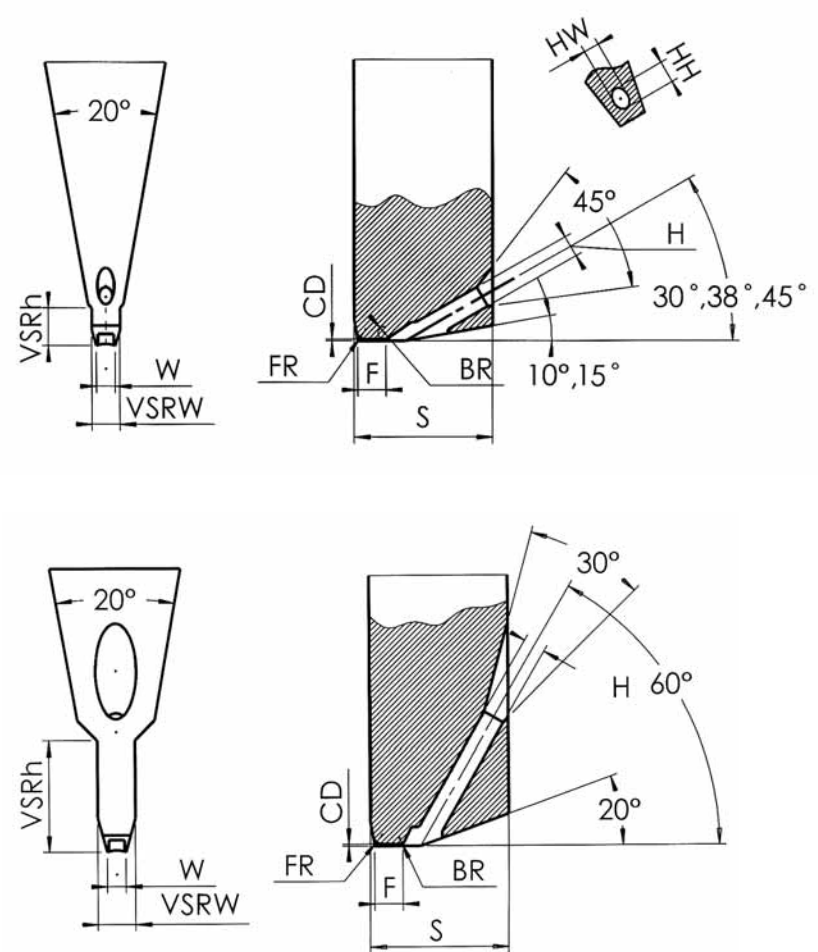 HW
HH
20°
45°
H
CD
VSRh
30°,38°,45°
FR
F
BR
10°,15°
W
VSRW
S
30°
20°
H
60°
VSRh
CD
20°
FR
F
BR
W
VSRW
S